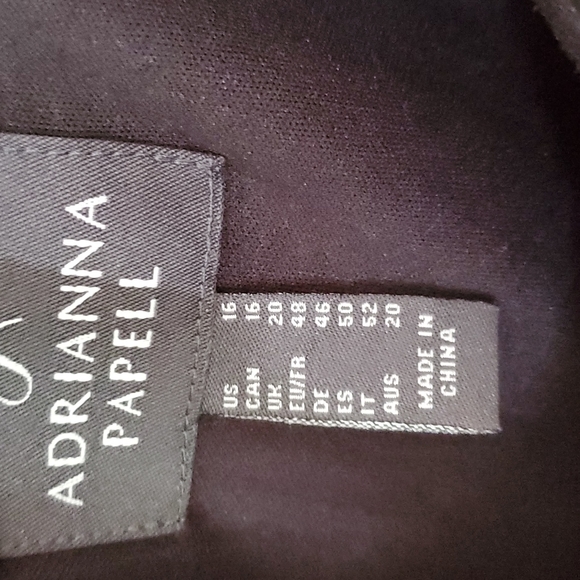 ADRIANNA
PAPELL
US 16
CAN 16
UK 20
EU/FR 48
DE 46
ES 50
IT 52
AUS 20
MADE IN
CHINA